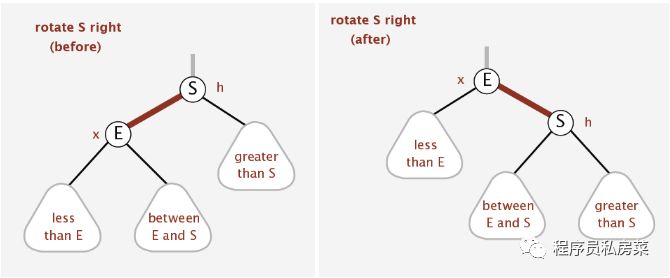 rotate S right
(before)
S
h
x
E
greater
than S
less
than E
between
E and S
rotate S right
(after)
x
E
S
h
less
than E
between
E and S
greater
than S
程序员私房菜